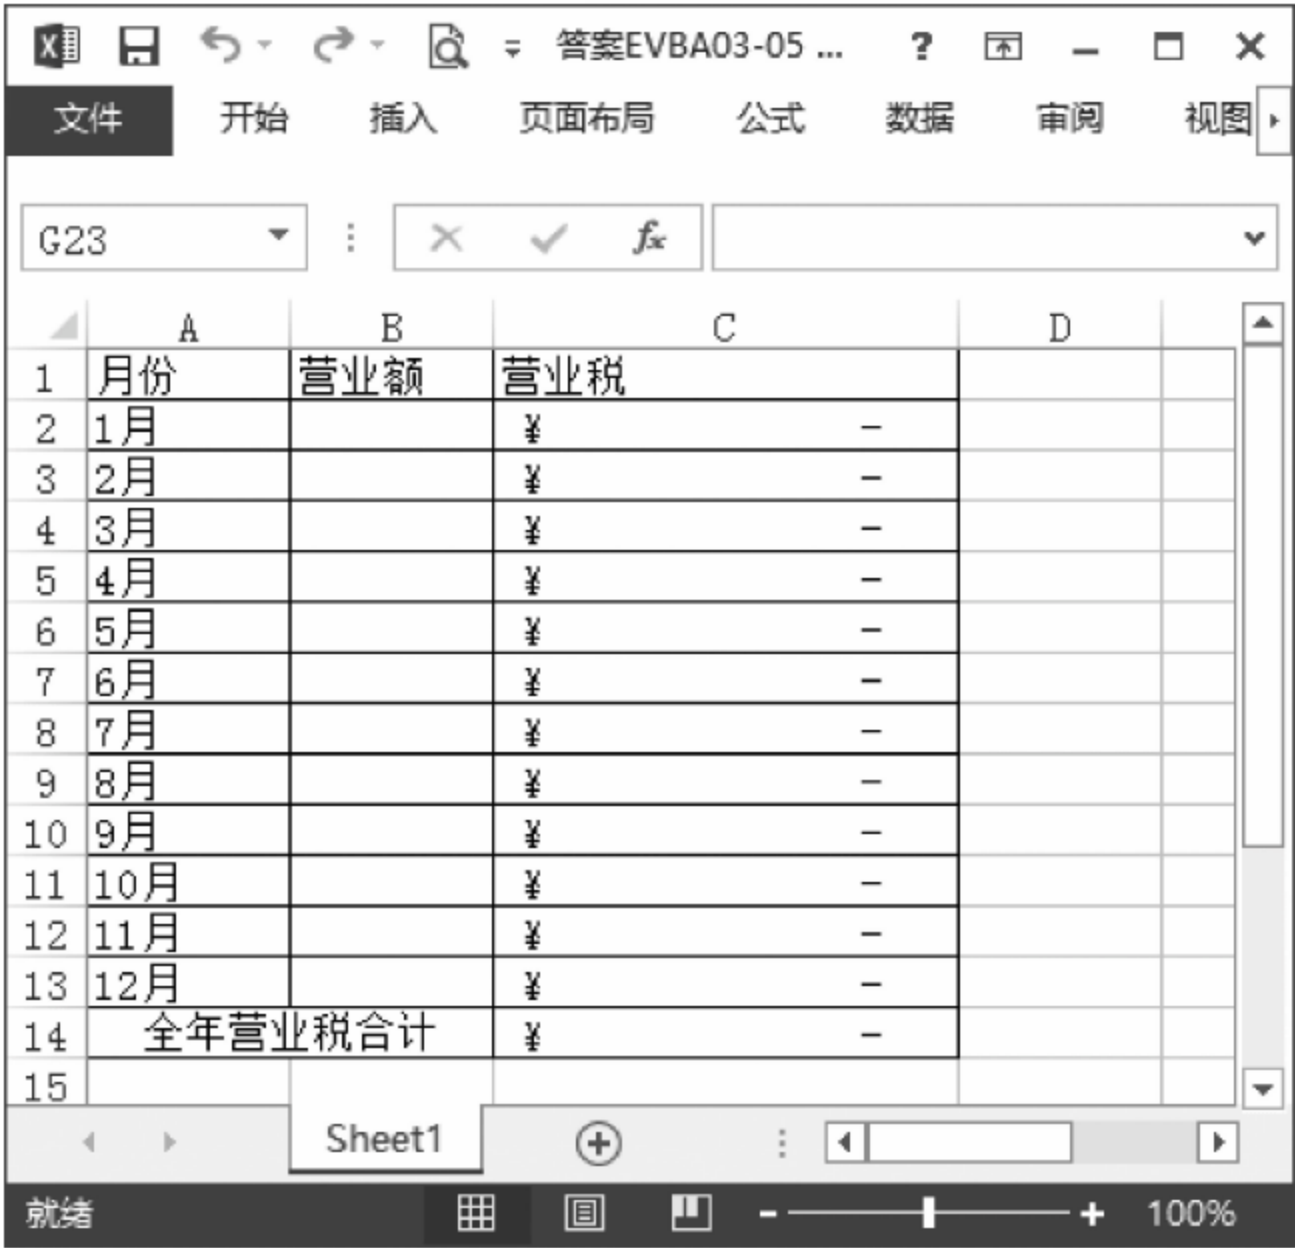 答案EVBA03-05 ... ?
文件 开始 插入 页面布局 公式 数据 审阅 视图
G23 fx
A B C D
1 月份 营业额 营业税
2 1月 ¥ -
3 2月 ¥ -
4 3月 ¥ -
5 4月 ¥ -
6 5月 ¥ -
7 6月 ¥ -
8 7月 ¥ -
9 8月 ¥ -
10 9月 ¥ -
11 10月 ¥ -
12 11月 ¥ -
13 12月 ¥ -
14 全年营业税合计 ¥ -
15
Sheet1
就绪 100%